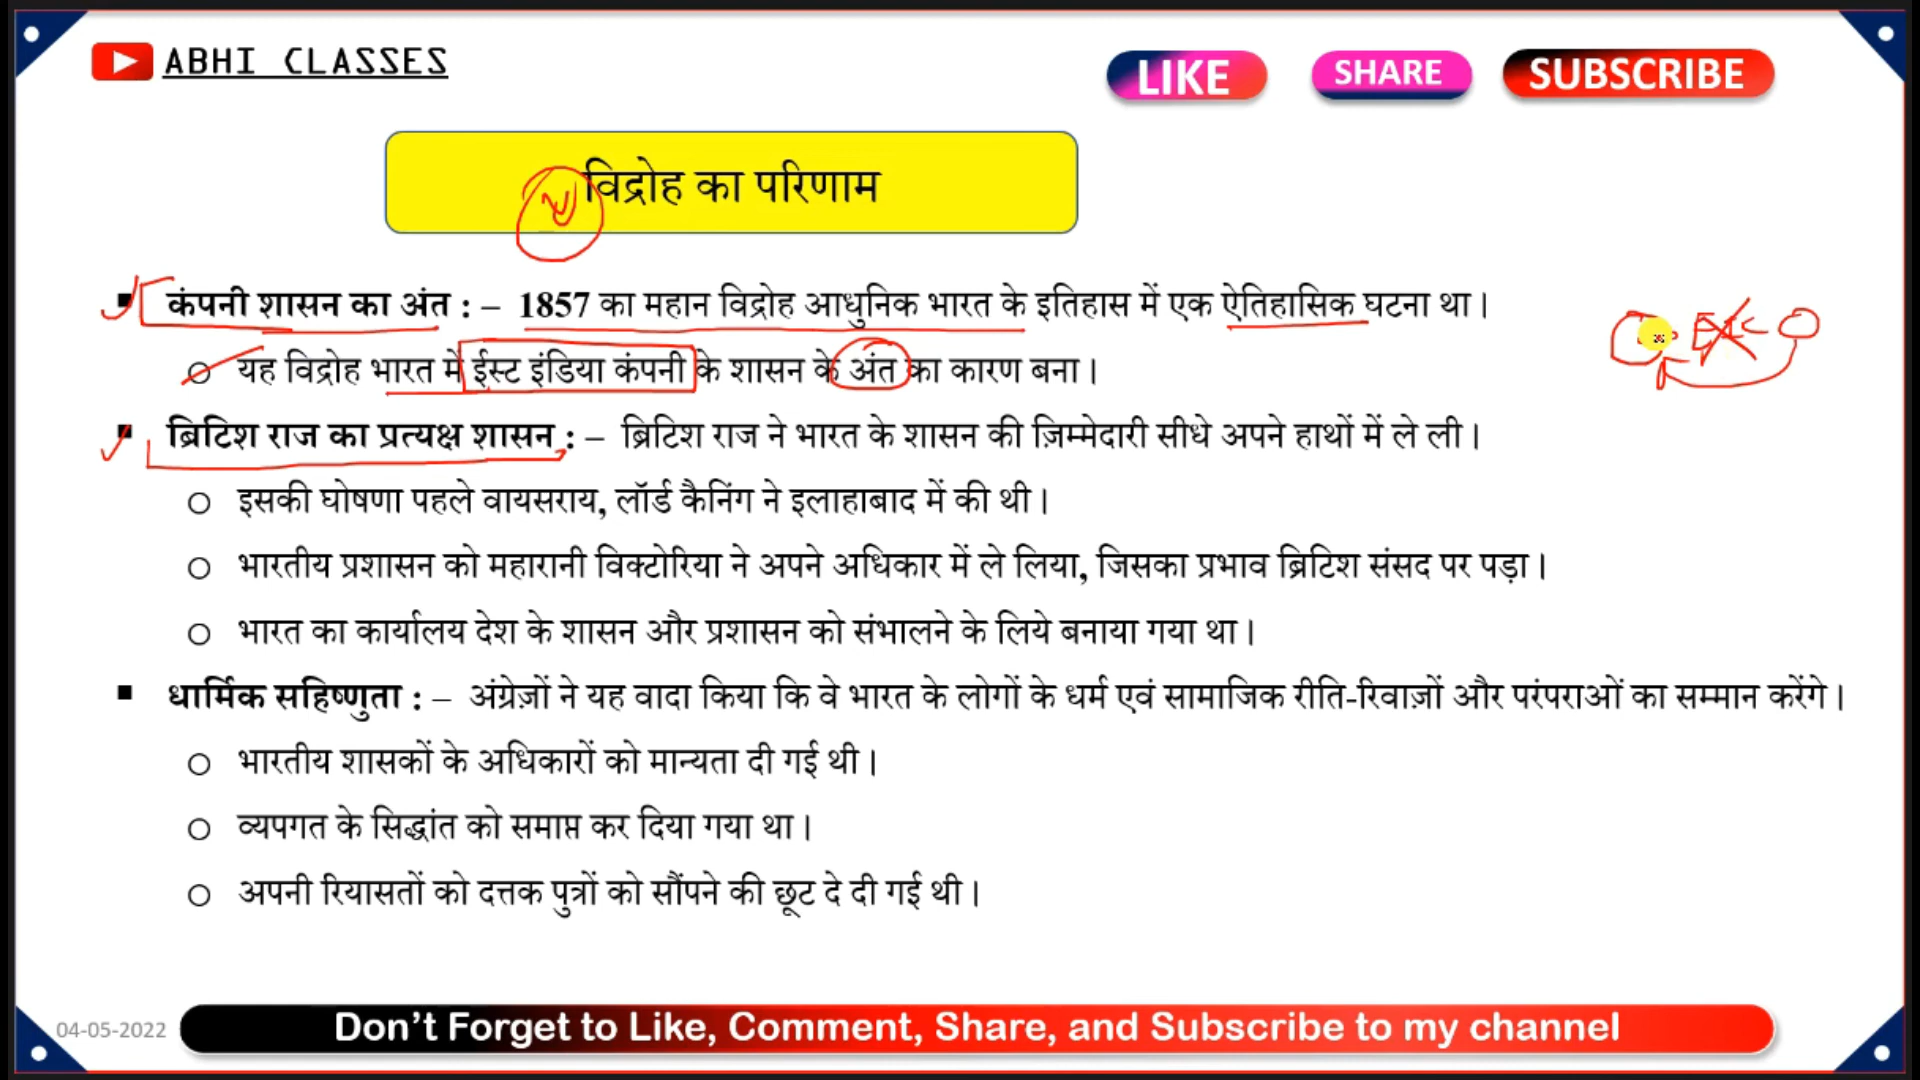 ABHI CLASSES
LIKE
SHARE
SUBSCRIBE
विद्रोह का परिणाम
कंपनी शासन का अंत : – 1857 का महान विद्रोह आधुनिक भारत के इतिहास में एक ऐतिहासिक घटना था।
यह विद्रोह भारत में ईस्ट इंडिया कंपनी के शासन के अंत का कारण बना।
ब्रिटिश राज का प्रत्यक्ष शासन : – ब्रिटिश राज ने भारत के शासन की ज़िम्मेदारी सीधे अपने हाथों में ले ली।
इसकी घोषणा पहले वायसराय, लॉर्ड कैनिंग ने इलाहाबाद में की थी।
भारतीय प्रशासन को महारानी विक्टोरिया ने अपने अधिकार में ले लिया, जिसका प्रभाव ब्रिटिश संसद पर पड़ा।
भारत का कार्यालय देश के शासन और प्रशासन को संभालने के लिये बनाया गया था।
धार्मिक सहिष्णुता : – अंग्रेज़ों ने यह वादा किया कि वे भारत के लोगों के धर्म एवं सामाजिक रीति-रिवाज़ों और परंपराओं का सम्मान करेंगे।
भारतीय शासकों के अधिकारों को मान्यता दी गई थी।
व्यपगत के सिद्धांत को समाप्त कर दिया गया था।
अपनी रियासतों को दत्तक पुत्रों को सौंपने की छूट दे दी गई थी।
04-05-2022
Don't Forget to Like, Comment, Share, and Subscribe to my channel